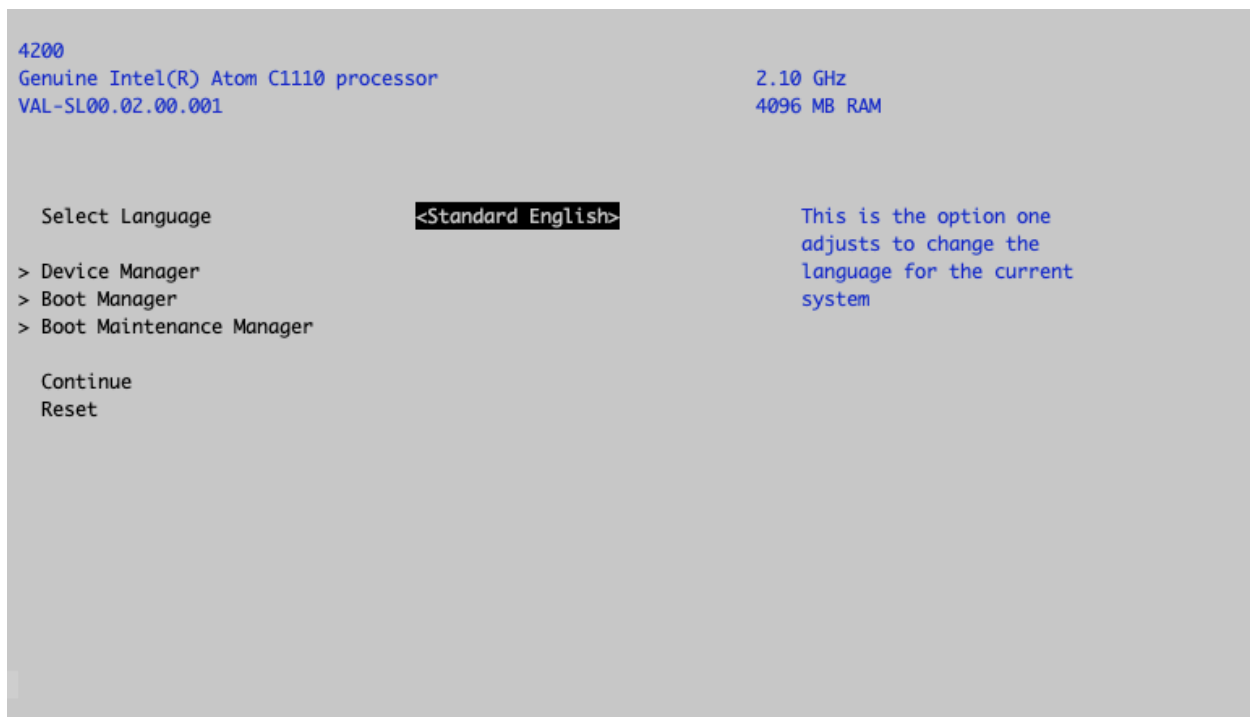 4200
Genuine Intel(R) Atom C1110 processor 2.10 GHz
VAL-SL00.02.00.001 4096 MB RAM
Select Language <Standard English> This is the option one
adjusts to change the
> Device Manager language for the current
> Boot Manager system
> Boot Maintenance Manager
Continue
Reset